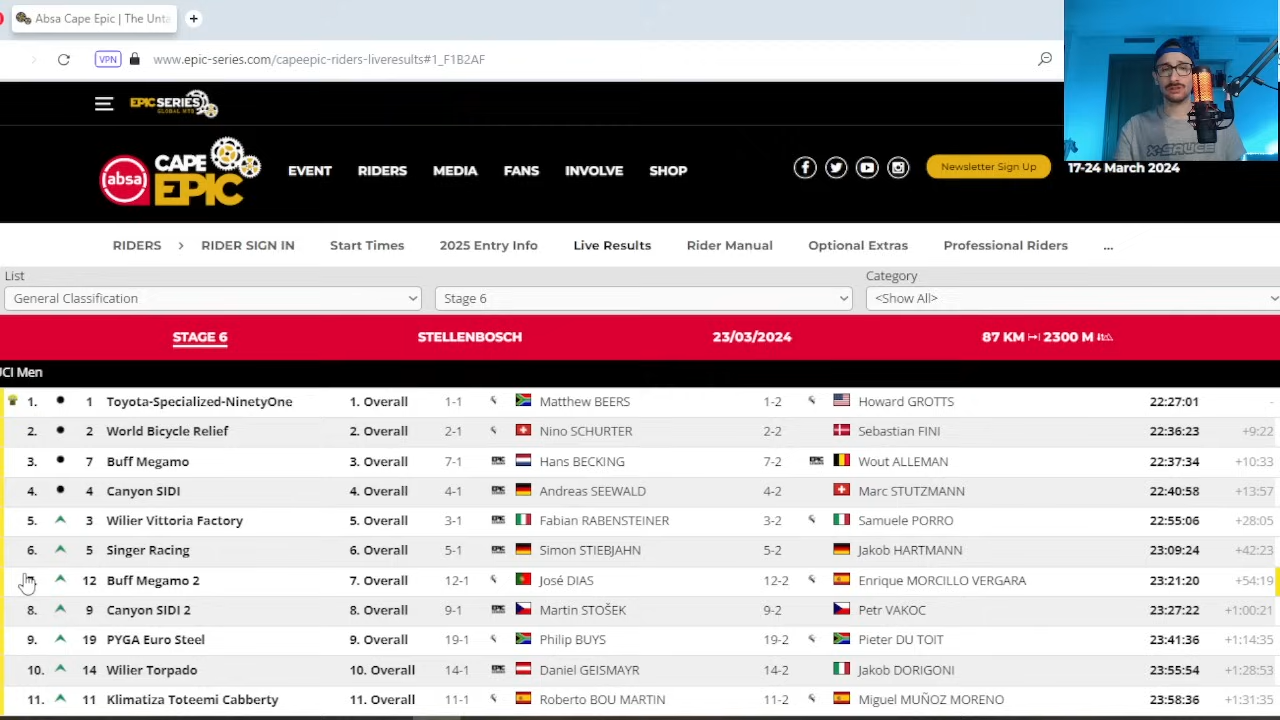 Absa Cape Epic | The Unta
+
VPN www.epic-series.com/capeepic-riders-liveresults#1_F1B2AF
EPIC SERIES
GLOBAL MTB
absa CAPE EPIC
EVENT RIDERS MEDIA FANS INVOLVE SHOP
Newsletter Sign Up
17-24 March 2024
X-SAUCE
RIDERS > RIDER SIGN IN Start Times 2025 Entry Info Live Results Rider Manual Optional Extras Professional Riders ...
List Category
General Classification Stage 6 <Show All>
STAGE 6 STELLENBOSCH 23/03/2024 87 KM 2300 M
UCI Men
1. 1 Toyota-Specialized-NinetyOne 1. Overall 1-1 Matthew BEERS 1-2 Howard GROTTS 22:27:01 -
2. 2 World Bicycle Relief 2. Overall 2-1 Nino SCHURTER 2-2 Sebastian FINI 22:36:23 +9:22
3. 7 Buff Megamo 3. Overall 7-1 Hans BECKING 7-2 Wout ALLEMAN 22:37:34 +10:33
4. 4 Canyon SIDI 4. Overall 4-1 Andreas SEEWALD 4-2 Marc STUTZMANN 22:40:58 +13:57
5. 3 Wilier Vittoria Factory 5. Overall 3-1 Fabian RABENSTEINER 3-2 Samuele PORRO 22:55:06 +28:05
6. 5 Singer Racing 6. Overall 5-1 Simon STIEBJAHN 5-2 Jakob HARTMANN 23:09:24 +42:23
12 Buff Megamo 2 7. Overall 12-1 José DIAS 12-2 Enrique MORCILLO VERGARA 23:21:20 +54:19
8. 9 Canyon SIDI 2 8. Overall 9-1 Martin STOŠEK 9-2 Petr VAKOC 23:27:22 +1:00:21
9. 19 PYGA Euro Steel 9. Overall 19-1 Philip BUYS 19-2 Pieter DU TOIT 23:41:36 +1:14:35
10. 14 Wilier Torpado 10. Overall 14-1 Daniel GEISMAYR 14-2 Jakob DORIGONI 23:55:54 +1:28:53
11. 11 Klimatiza Toteemi Cabberty 11. Overall 11-1 Roberto BOU MARTIN 11-2 Miguel MUÑOZ MORENO 23:58:36 +1:31:35